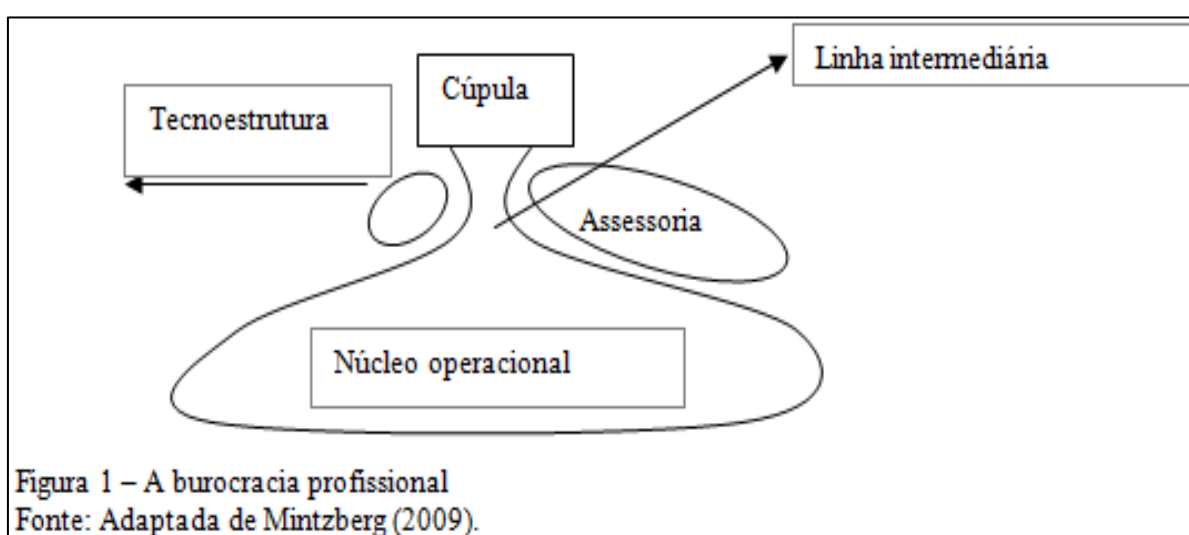 Linha intermediária
Cúpula
Tecnoestrutura
Assessoria
Núcleo operacional
Figura 1 – A burocracia profissional
Fonte: Adaptada de Mintzberg (2009).